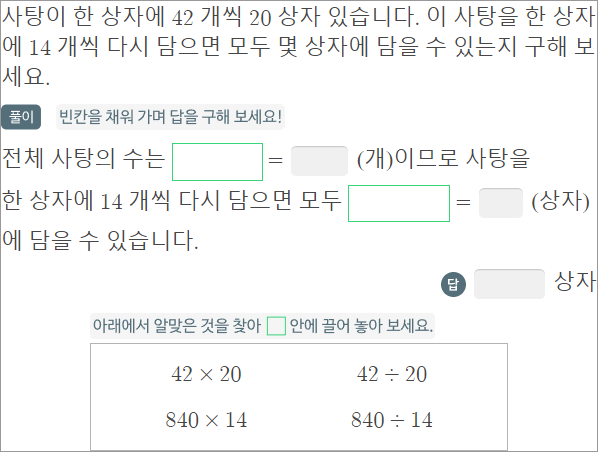 사탕이 한 상자에 42 개씩 20 상자 있습니다. 이 사탕을 한 상자
에 14 개씩 다시 담으면 모두 몇 상자에 담을 수 있는지 구해 보
세요.
풀이 빈칸을 채워 가며 답을 구해 보세요!
전체 사탕의 수는 = (개)이므로 사탕을
한 상자에 14 개씩 다시 담으면 모두 = (상자)
에 담을 수 있습니다.
답 상자
아래에서 알맞은 것을 찾아 안에 끌어 놓아 보세요.
42 × 20 42 ÷ 20
840 × 14 840 ÷ 14